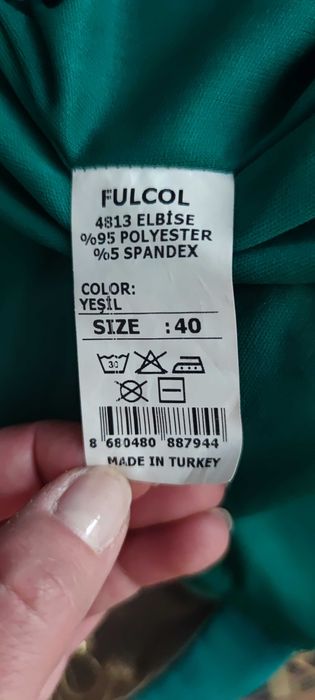 FULCOL
4813 ELBİSE
%95 POLYESTER
%5 SPANDEX
COLOR:
YEŞİL
SIZE : 40
30
8 680480 887944
MADE IN TURKEY